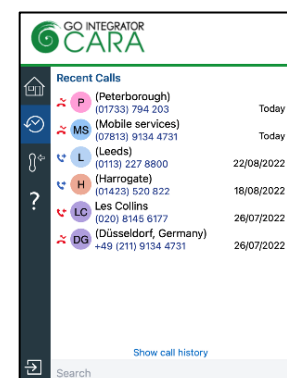 GO INTEGRATOR
CARA
Recent Calls
P (Peterborough)
(01733) 794 203 Today
MS (Mobile services)
(07813) 9134 4731 Today
L (Leeds)
(0113) 227 8800 22/08/2022
H (Harrogate)
(01423) 520 822 18/08/2022
LC Les Collins
(020) 8145 6177 26/07/2022
DG (Düsseldorf, Germany)
+49 (211) 9134 4731 26/07/2022
?
Show call history
Search